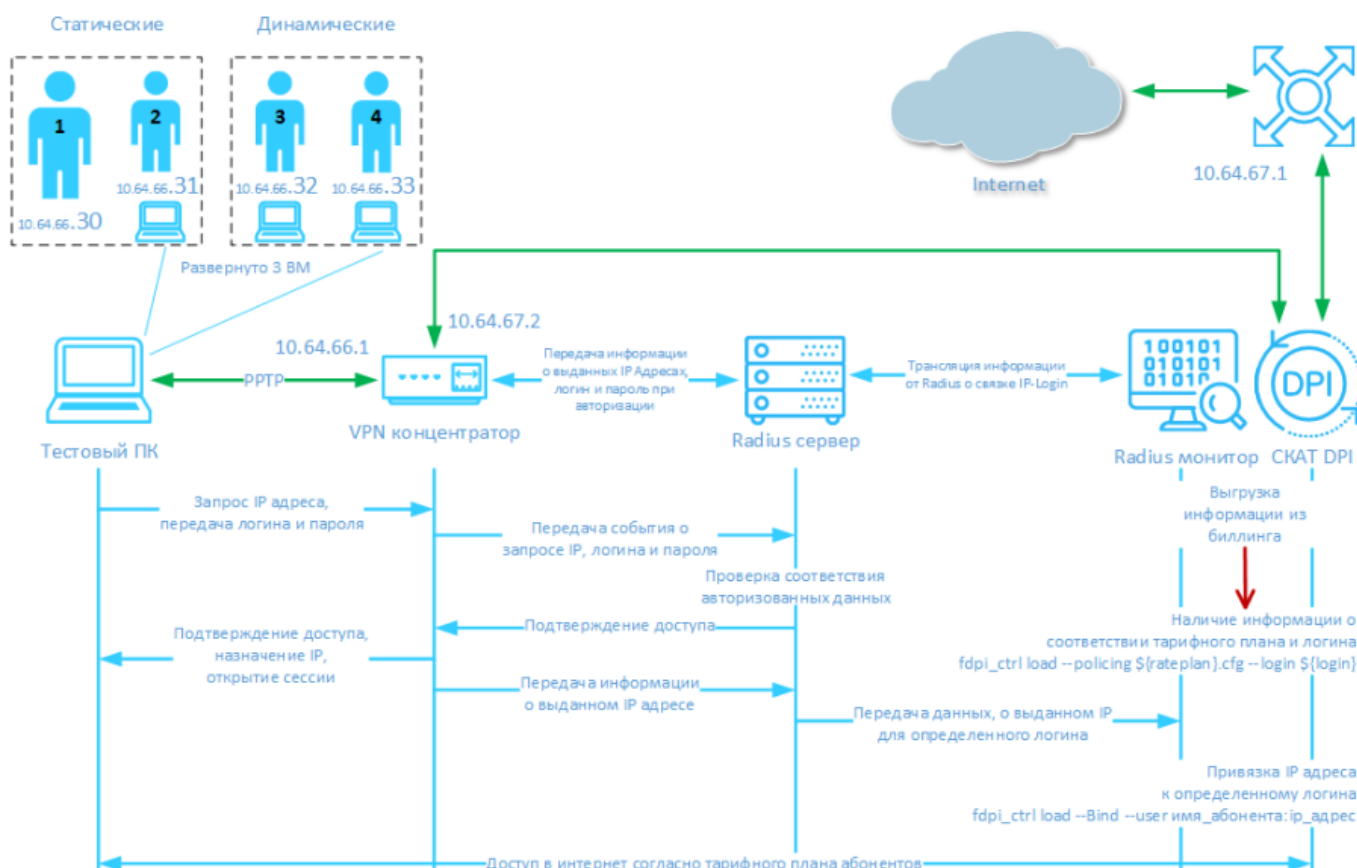 Статические
Динамические
1
2
3
4
10.64.66.31
10.64.66.32
10.64.66.33
10.64.66.30
Развернуто 3 ВМ
Internet
10.64.67.1
10.64.67.2
10.64.66.1
PPTP
Передача информации
о выданных IP Адресах,
логин и пароль при
авторизации
Трансляция информации
от Radius о связке IP-Login
100101
010101
01010
DPI
Тестовый ПК
VPN концентратор
Radius сервер
Radius монитор
СКАТ DPI
Запрос IP адреса,
передача логина и пароля
Передача события о
запросе IP, логина и пароля
Проверка соответствия
авторизованных данных
Подтверждение доступа
Подтверждение доступа,
назначение IP,
открытие сессии
Передача информации
о выданном IP адресе
Передача данных, о выданном IP
для определенного логина
Выгрузка
информации из
биллинга
Наличие информации о
соответствии тарифного плана и логина
fdpi_ctrl load --policing ${rateplan}.cfg --login ${login}
Привязка IP адреса
к определенному логина
fdpi_ctrl load --Bind --user имя_абонента:ip_адрес
Доступ в интернет согласно тарифного плана абонентов